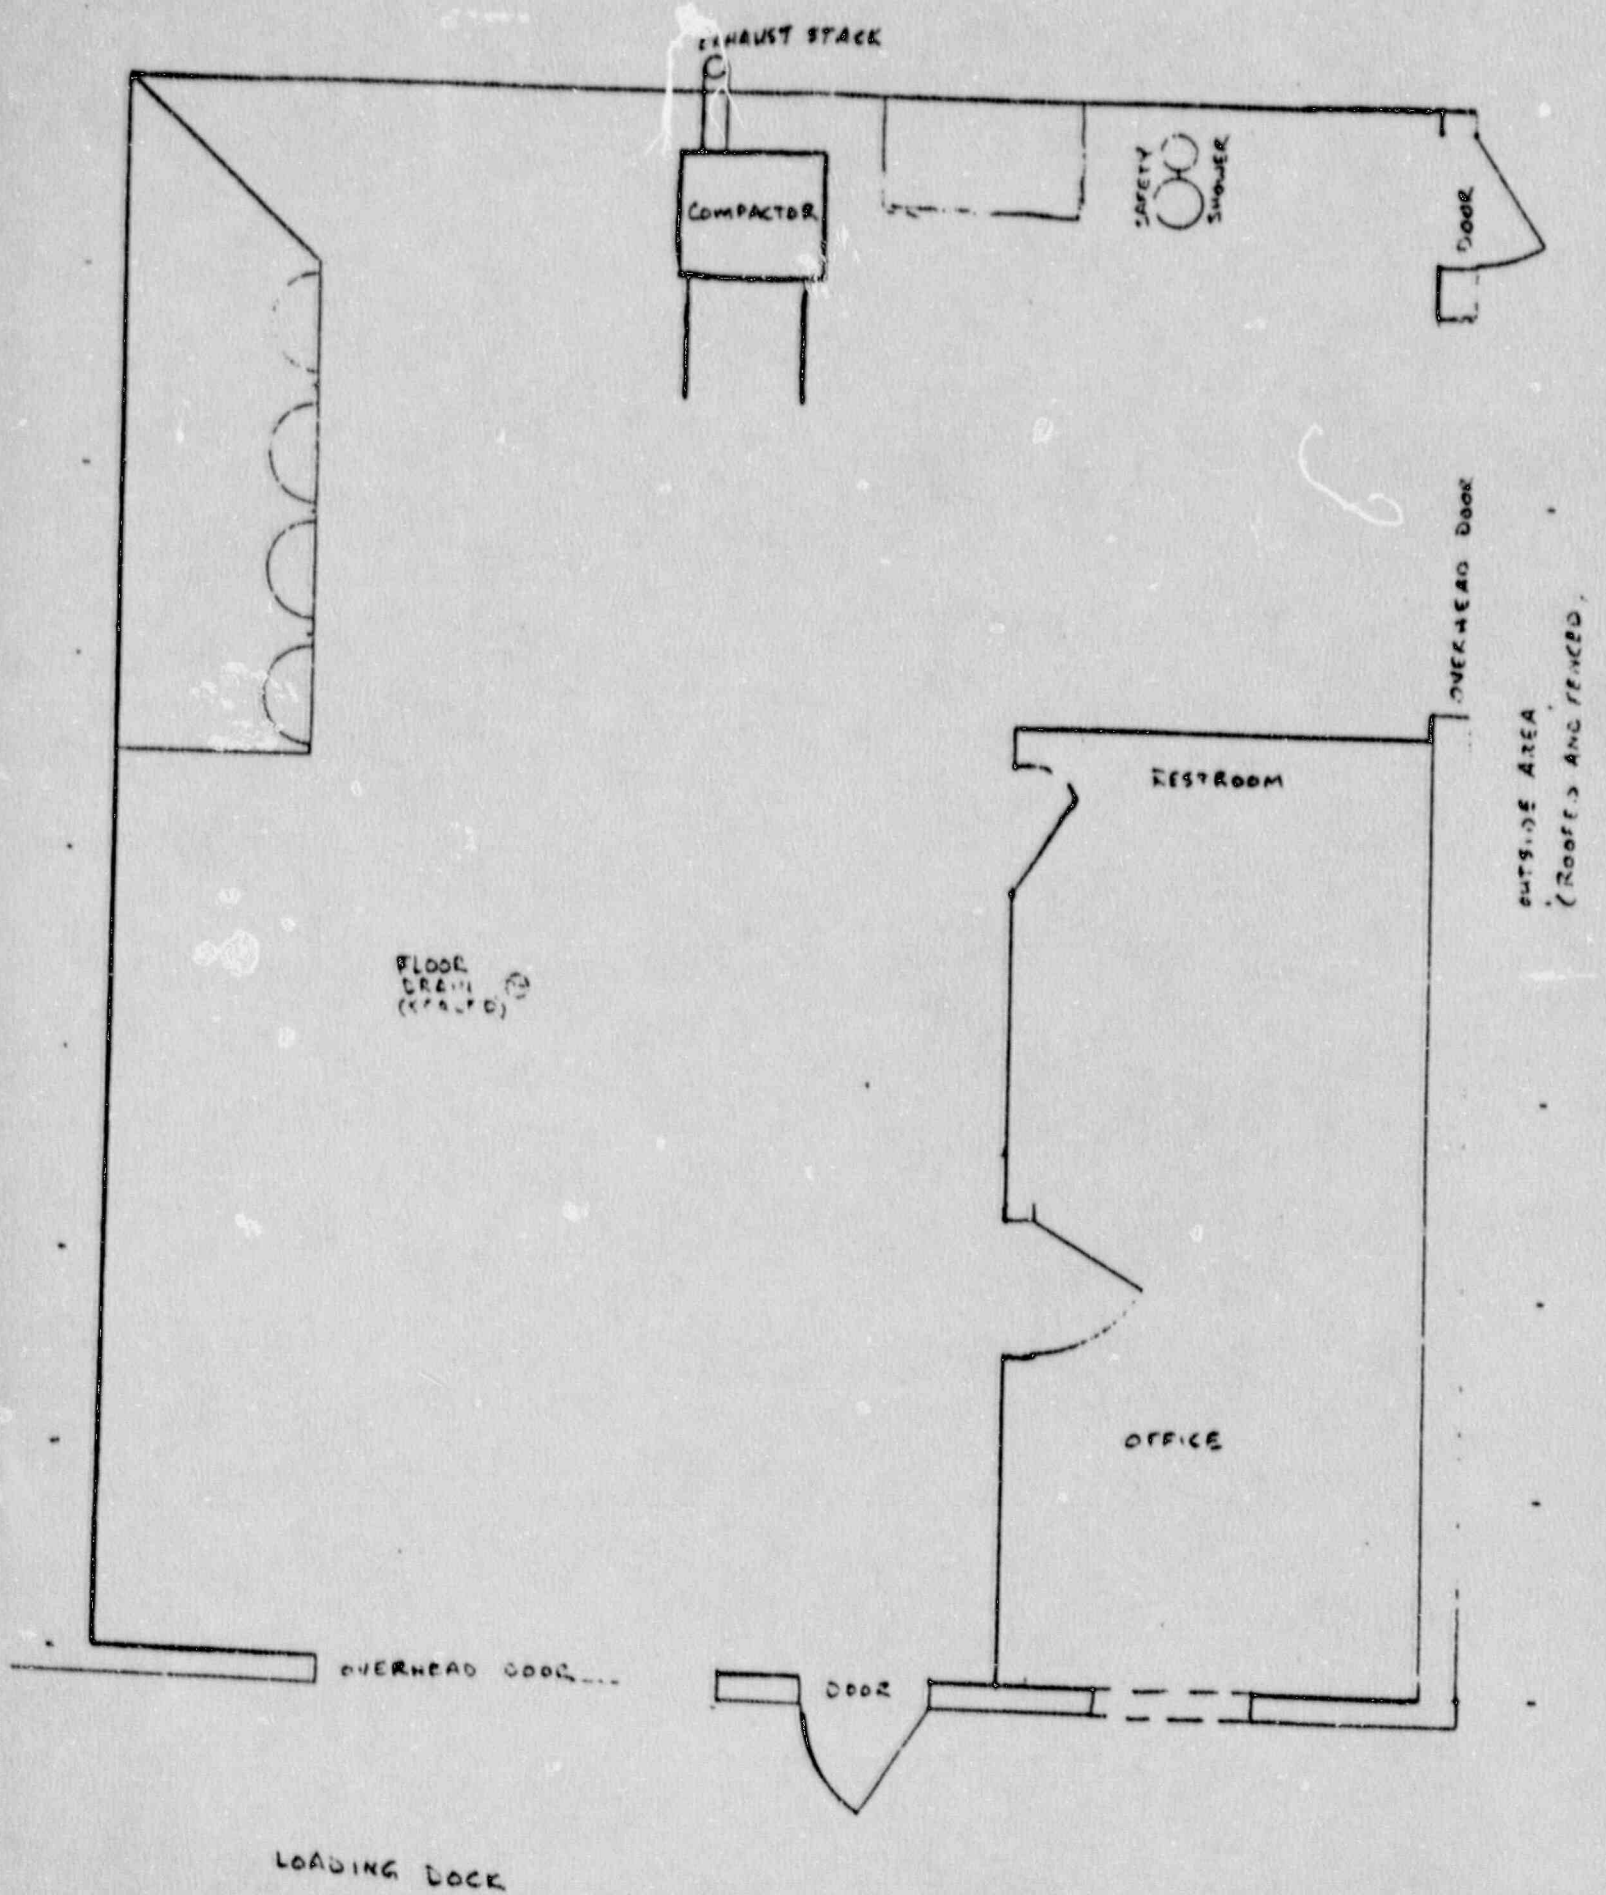 EXHAUST STACK
COMPACTOR
SAFETY
SHOWER
DOOR
OVERHEAD DOOR
OUTSIDE AREA
(ROOFED AND FENCED,
RESTROOM
FLOOR
DRAIN
(SEALED)
OFFICE
OVERHEAD DOOR
DOOR
LOADING DOCK